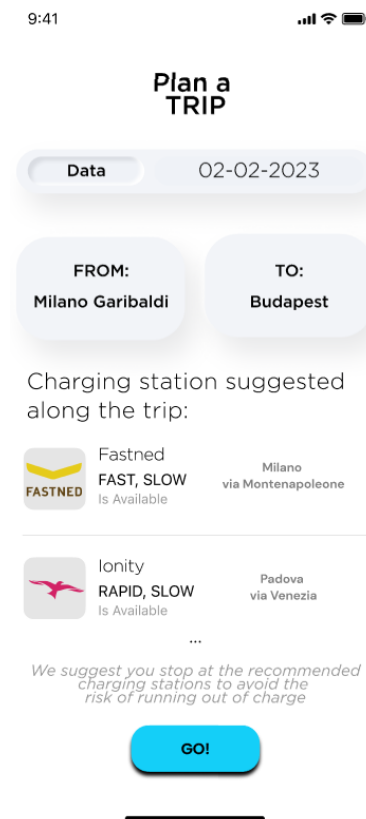 9:41
Plan a
TRIP
Data
02-02-2023
FROM:
Milano Garibaldi
TO:
Budapest
Charging station suggested
along the trip:
FASTNED
Fastned
FAST, SLOW
Is Available
Milano
via Montenapoleone
Ionity
RAPID, SLOW
Is Available
Padova
via Venezia
...
We suggest you stop at the recommended
charging stations to avoid the
risk of running out of charge
GO!